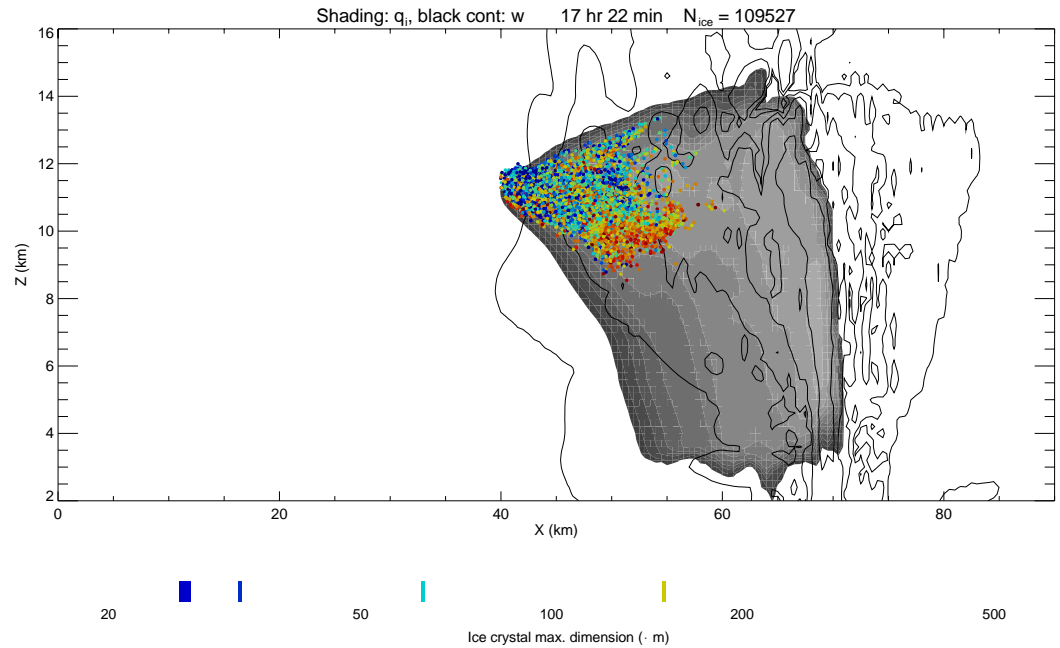 Shading: qi, black cont: w 17 hr 22 min Nice = 109527
16
14
12
10
8
6
4
2
Z (km)
0 20 40 60 80
X (km)
20 50 100 200 500
Ice crystal max. dimension (· m)